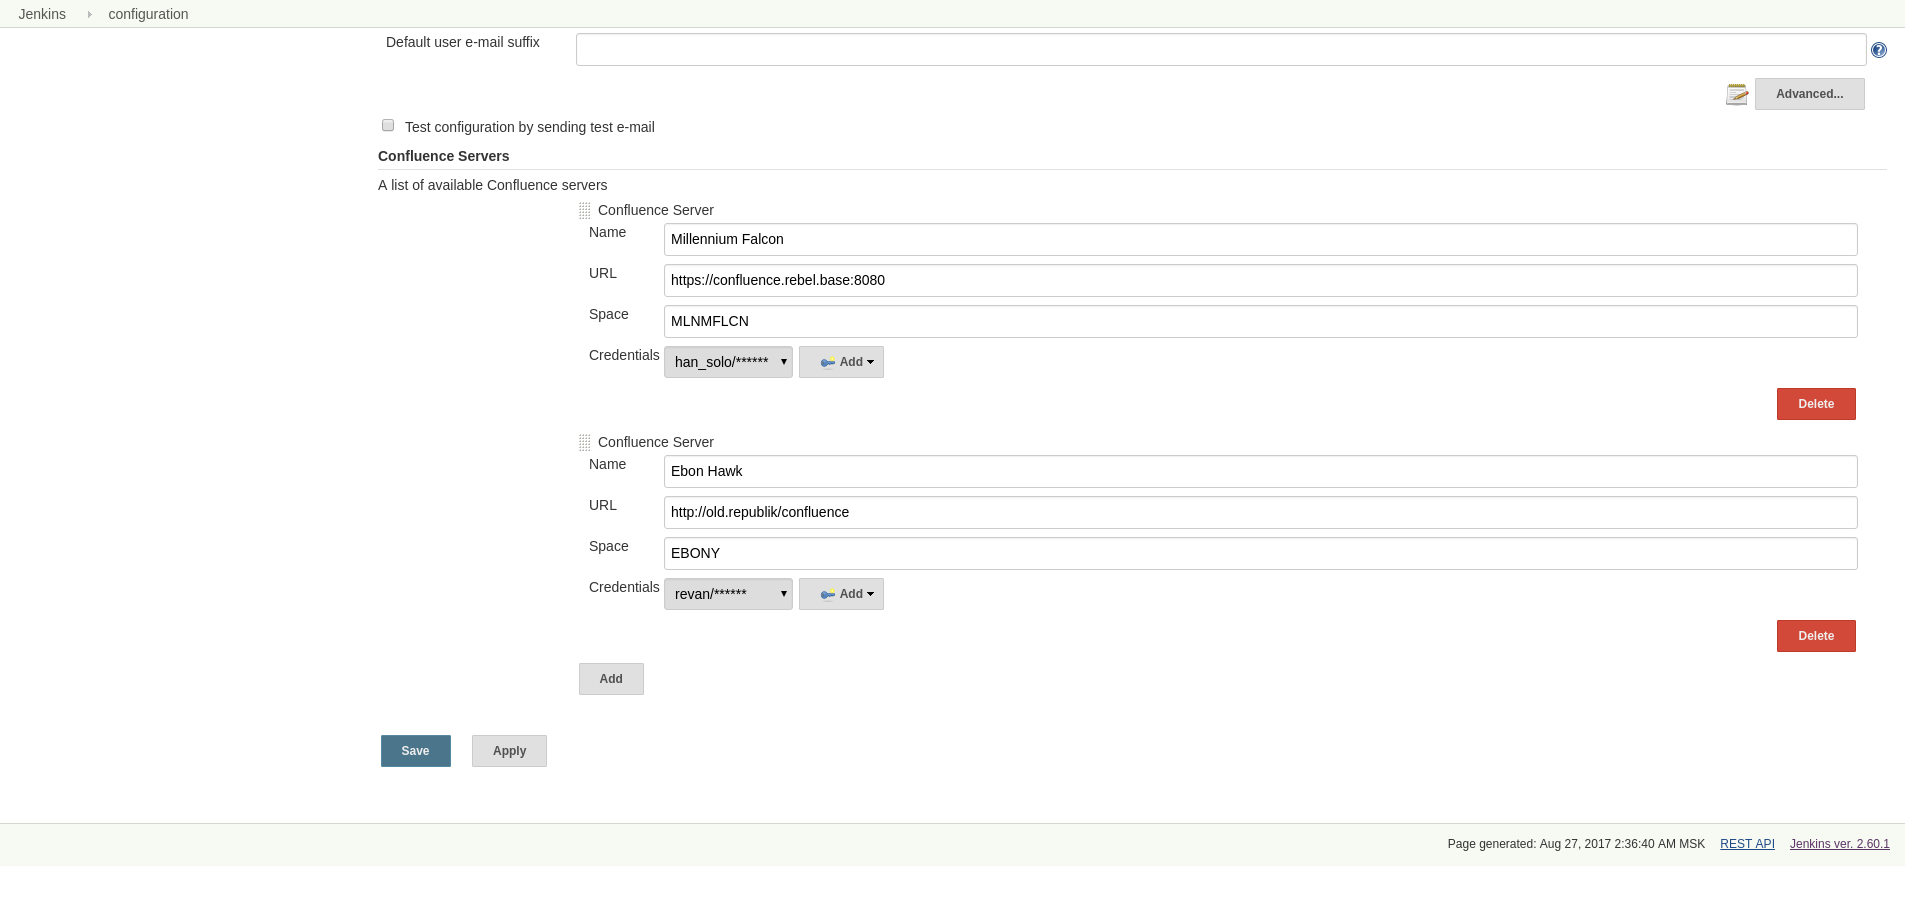 Jenkins configuration
Default user e-mail suffix
Advanced...
Test configuration by sending test e-mail
Confluence Servers
A list of available Confluence servers
Confluence Server
Name Millennium Falcon
URL https://confluence.rebel.base:8080
Space MLNMFLCN
Credentials han_solo/****** Add
Delete
Confluence Server
Name Ebon Hawk
URL http://old.republik/confluence
Space EBONY
Credentials revan/****** Add
Delete
Add
Save Apply
Page generated: Aug 27, 2017 2:36:40 AM MSK REST API Jenkins ver. 2.60.1